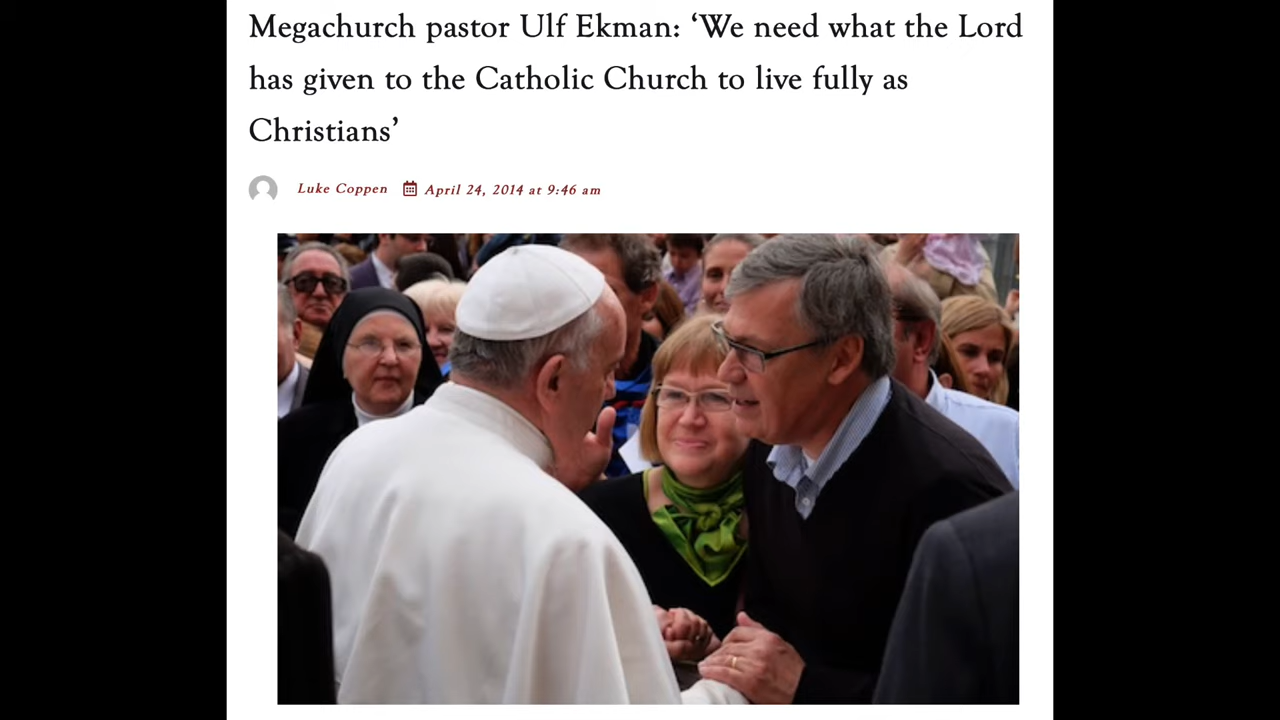 Megachurch pastor Ulf Ekman: ‘We need what the Lord
has given to the Catholic Church to live fully as
Christians’
Luke Coppen April 24, 2014 at 9:46 am